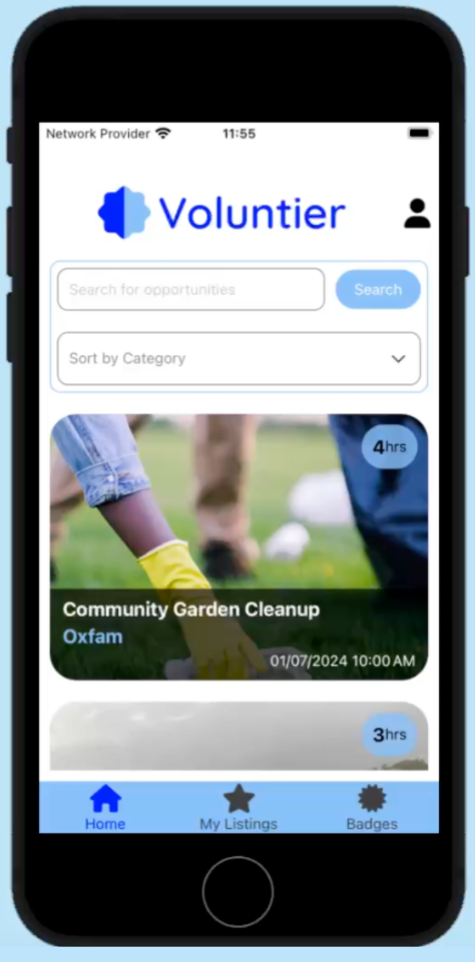 Network Provider 11:55
Voluntier
Search for opportunities Search
Sort by Category
4hrs
Community Garden Cleanup
Oxfam
01/07/2024 10:00 AM
3hrs
Home My Listings Badges